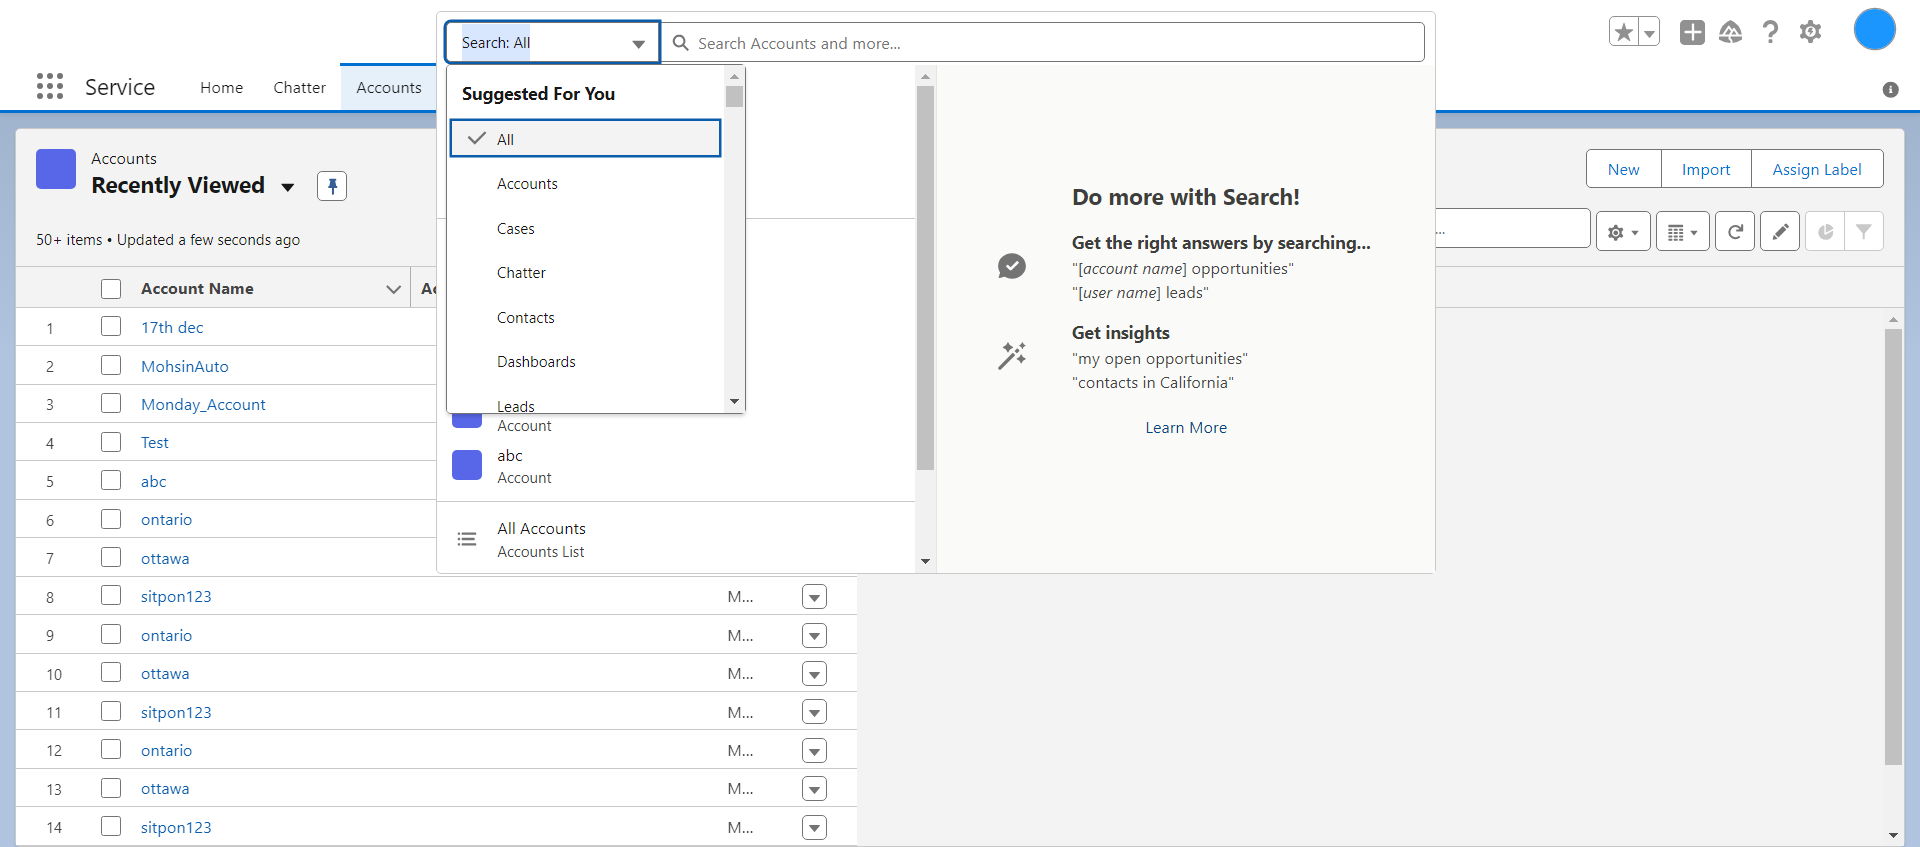 Search: All
Search Accounts and more...
Service
Home
Chatter
Accounts
Suggested For You
All
Accounts
Cases
Chatter
Contacts
Dashboards
Leads
Account
abc
Account
All Accounts
Accounts List
Do more with Search!
Get the right answers by searching...
"[account name] opportunities"
"[user name] leads"
Get insights
"my open opportunities"
"contacts in California"
Learn More
Accounts
Recently Viewed
New
Import
Assign Label
50+ items • Updated a few seconds ago
...
Account Name
1 17th dec
2 MohsinAuto
3 Monday_Account
4 Test
5 abc
6 ontario
7 ottawa
8 sitpon123 M...
9 ontario M...
10 ottawa M...
11 sitpon123 M...
12 ontario M...
13 ottawa M...
14 sitpon123 M...